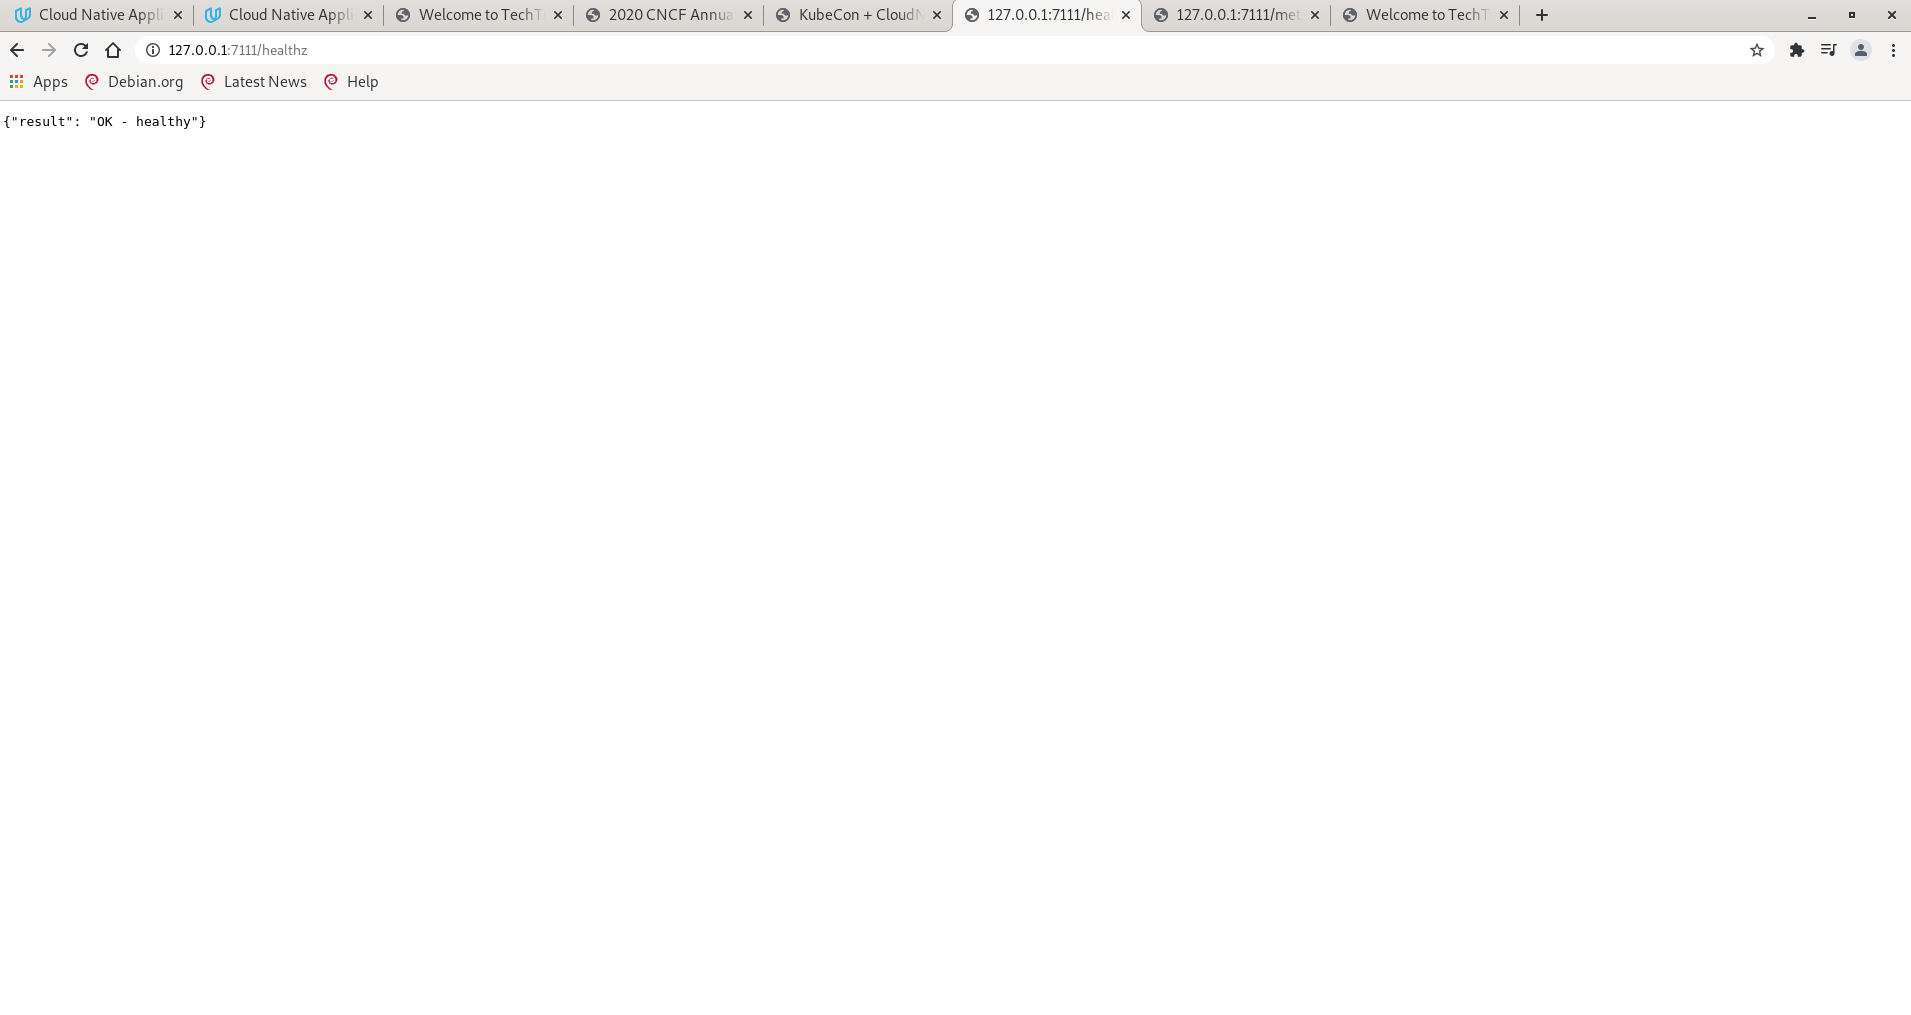 Cloud Native Appli
Cloud Native Appli
Welcome to TechT
2020 CNCF Annua
KubeCon + CloudN
127.0.0.1:7111/heal
127.0.0.1:7111/met
Welcome to TechT
127.0.0.1:7111/healthz
Apps
Debian.org
Latest News
Help
{"result": "OK - healthy"}